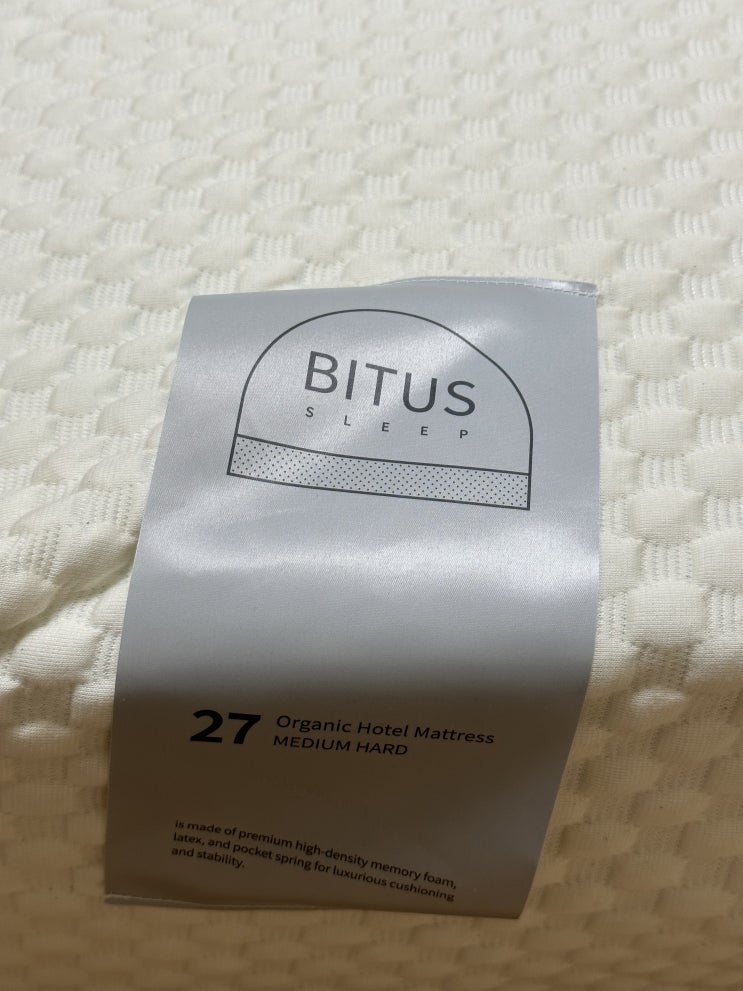 BITUS
SLEEP
27 Organic Hotel Mattress
MEDIUM HARD
is made of premium high-density memory foam,
latex, and pocket spring for luxurious cushioning
and stability.